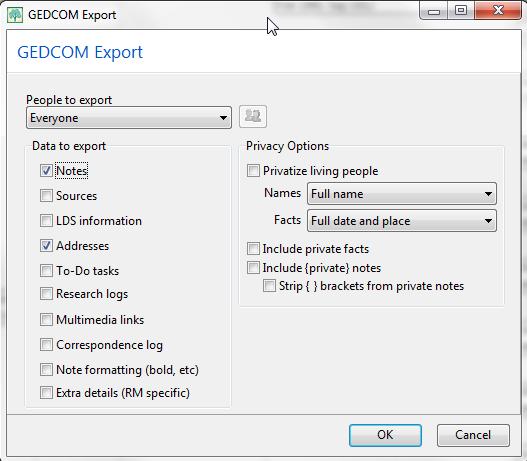 GEDCOM Export
GEDCOM Export
People to export
Everyone
Data to export
Notes
Sources
LDS information
Addresses
To-Do tasks
Research logs
Multimedia links
Correspondence log
Note formatting (bold, etc)
Extra details (RM specific)
Privacy Options
Privatize living people
Names Full name
Facts Full date and place
Include private facts
Include {private} notes
Strip { } brackets from private notes
OK Cancel